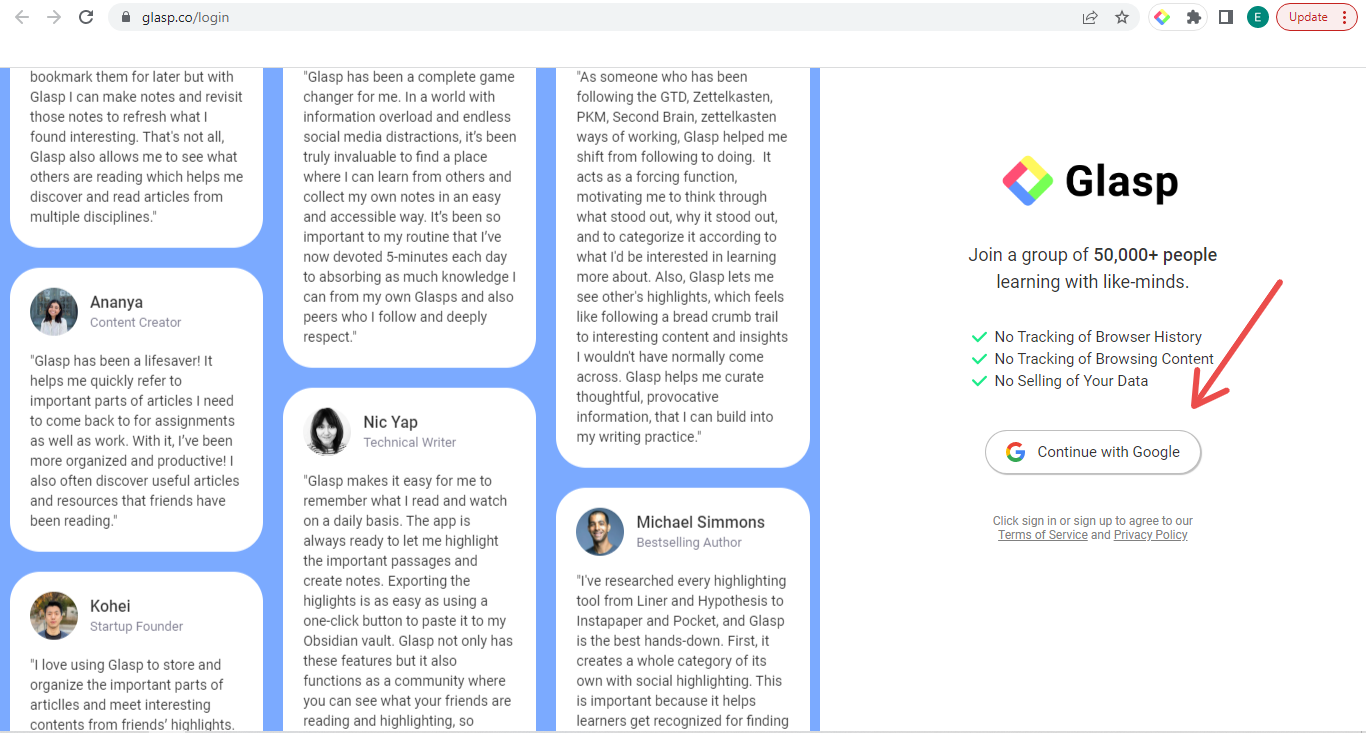 glasp.co/login
E
Update
bookmark them for later but with
Glasp I can make notes and revisit
those notes to refresh what I
found interesting. That's not all,
Glasp also allows me to see what
others are reading which helps me
discover and read articles from
multiple disciplines."
Ananya
Content Creator
"Glasp has been a lifesaver! It
helps me quickly refer to
important parts of articles I need
to come back to for assignments
as well as work. With it, I've been
more organized and productive! I
also often discover useful articles
and resources that friends have
been reading."
Kohei
Startup Founder
"I love using Glasp to store and
organize the important parts of
articlles and meet interesting
contents from friends' highlights.
"Glasp has been a complete game
changer for me. In a world with
information overload and endless
social media distractions, it's been
truly invaluable to find a place
where I can learn from others and
collect my own notes in an easy
and accessible way. It's been so
important to my routine that I've
now devoted 5-minutes each day
to absorbing as much knowledge I
can from my own Glasps and also
peers who I follow and deeply
respect."
Nic Yap
Technical Writer
"Glasp makes it easy for me to
remember what I read and watch
on a daily basis. The app is
always ready to let me highlight
the important passages and
create notes. Exporting the
higlights is as easy as using a
one-click button to paste it to my
Obsidian vault. Glasp not only has
these features but it also
functions as a community where
you can see what your friends are
reading and highlighting, so
"As someone who has been
following the GTD, Zettelkasten,
PKM, Second Brain, zettelkasten
ways of working, Glasp helped me
shift from following to doing.  It
acts as a forcing function,
motivating me to think through
what stood out, why it stood out,
and to categorize it according to
what I'd be interested in learning
more about. Also, Glasp lets me
see other's highlights, which feels
like following a bread crumb trail
to interesting content and insights
I wouldn't have normally come
across. Glasp helps me curate
thoughtful, provocative
information, that I can build into
my writing practice."
Michael Simmons
Bestselling Author
"I've researched every highlighting
tool from Liner and Hypothesis to
Instapaper and Pocket, and Glasp
is the best hands-down. First, it
creates a whole category of its
own with social highlighting. This
is important because it helps
learners get recognized for finding
Glasp
Join a group of 50,000+ people
learning with like-minds.
No Tracking of Browser History
No Tracking of Browsing Content
No Selling of Your Data
Continue with Google
Click sign in or sign up to agree to our
Terms of Service and Privacy Policy